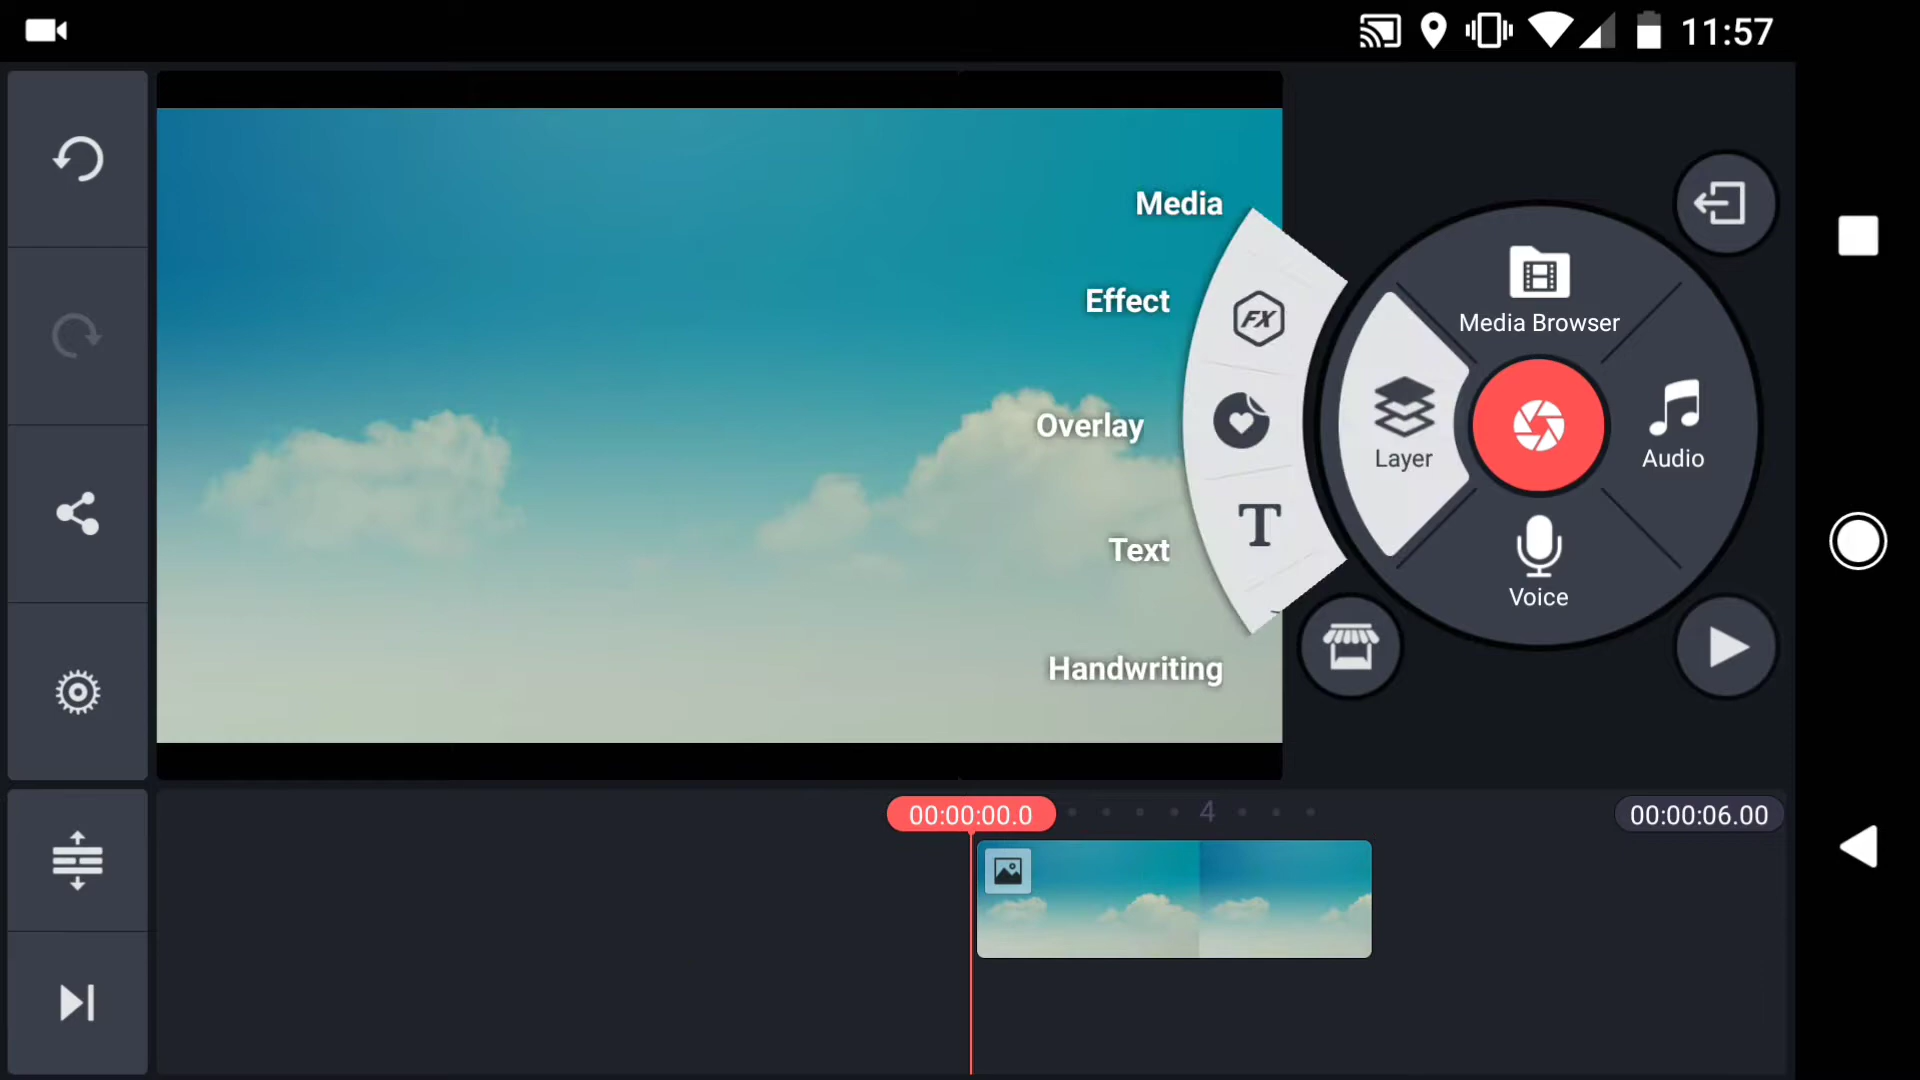 11:57
Media
Effect
FX
Overlay
T
Text
Handwriting
Media Browser
Layer
Audio
Voice
00:00:00.0
4
00:00:06.00